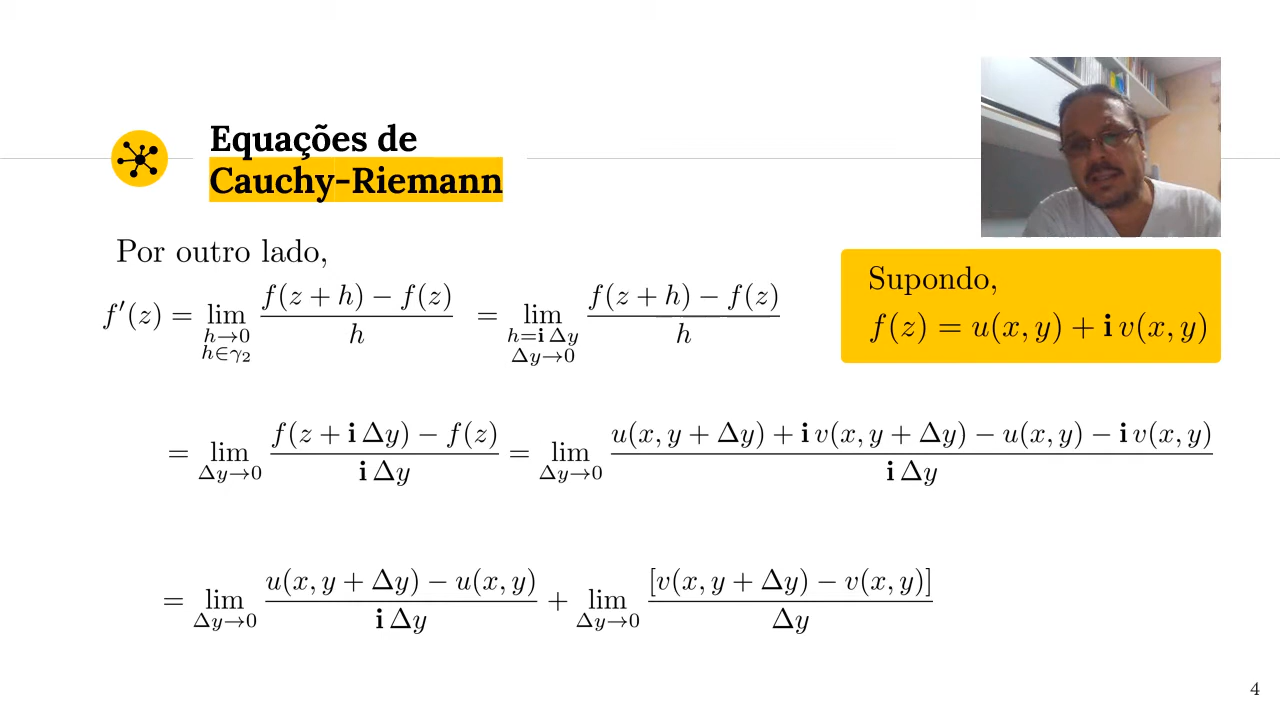 Equações de
Cauchy-Riemann
Por outro lado,
f′(z) = lim_{h→0, h∈γ₂} (f(z + h) − f(z)) / h = lim_{h=i Δy, Δy→0} (f(z + h) − f(z)) / h
Supondo,
f(z) = u(x, y) + i v(x, y)
= lim_{Δy→0} (f(z + i Δy) − f(z)) / (i Δy) = lim_{Δy→0} (u(x, y + Δy) + i v(x, y + Δy) − u(x, y) − i v(x, y)) / (i Δy)
= lim_{Δy→0} (u(x, y + Δy) − u(x, y)) / (i Δy) + lim_{Δy→0} [v(x, y + Δy) − v(x, y)] / Δy
4